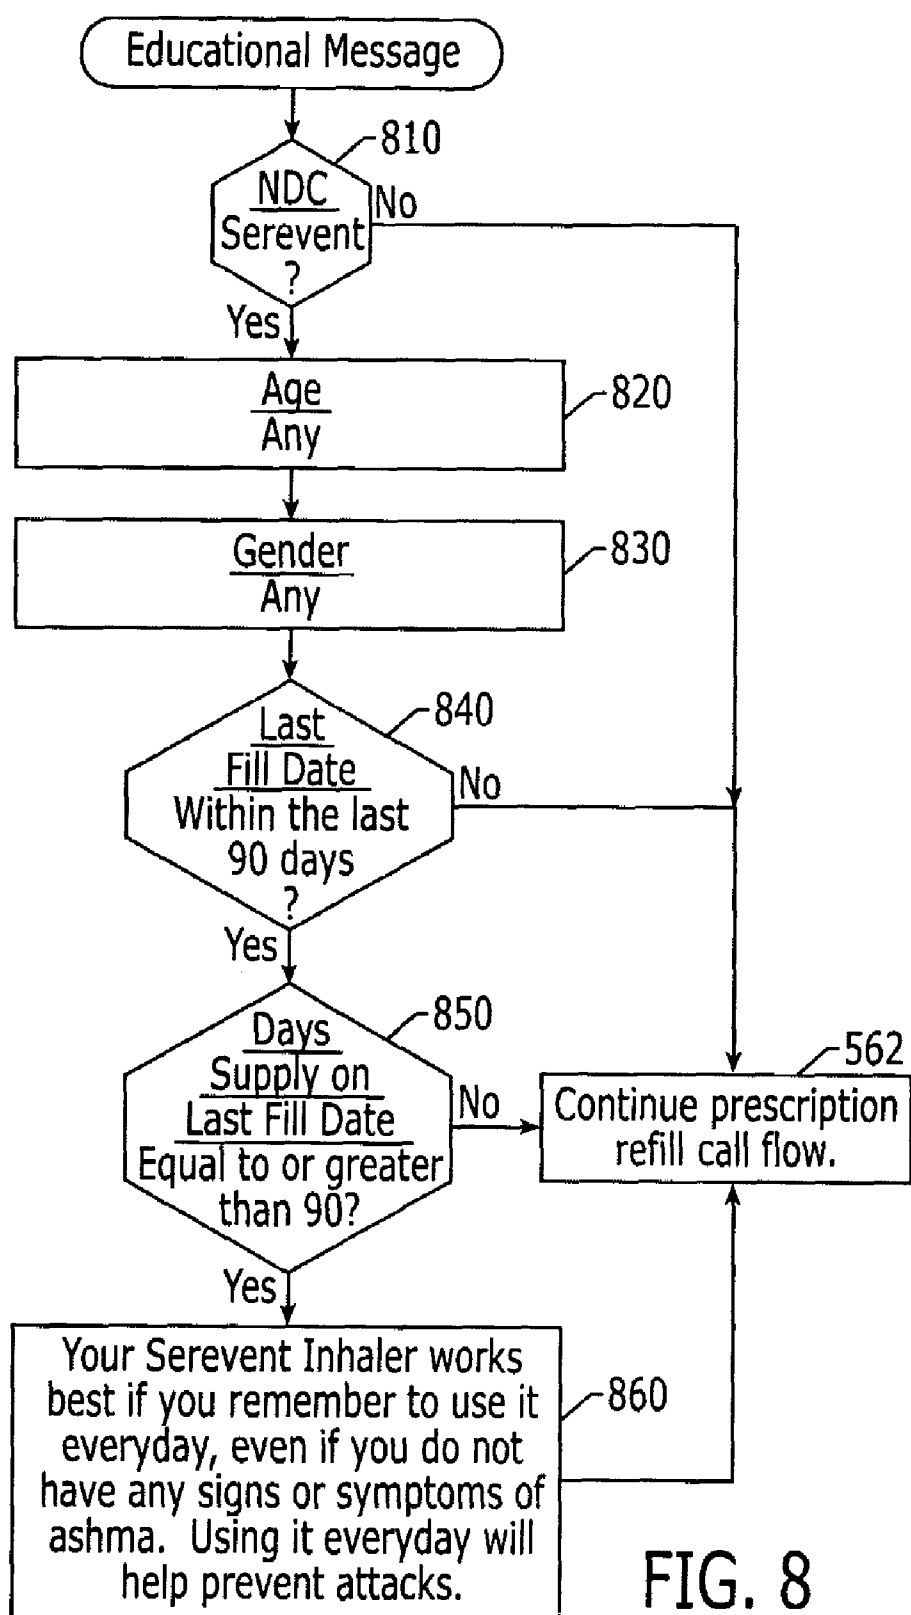 Educational Message
810
NDC
Serevent
?
No
Yes
Age
Any
820
Gender
Any
830
Last
Fill Date
Within the last
90 days
?
840
No
Yes
Days
Supply on
Last Fill Date
Equal to or greater
than 90?
850
No
562
Continue prescription
refill call flow.
Yes
Your Serevent Inhaler works
best if you remember to use it
everyday, even if you do not
have any signs or symptoms of
ashma. Using it everyday will
help prevent attacks.
860
FIG. 8